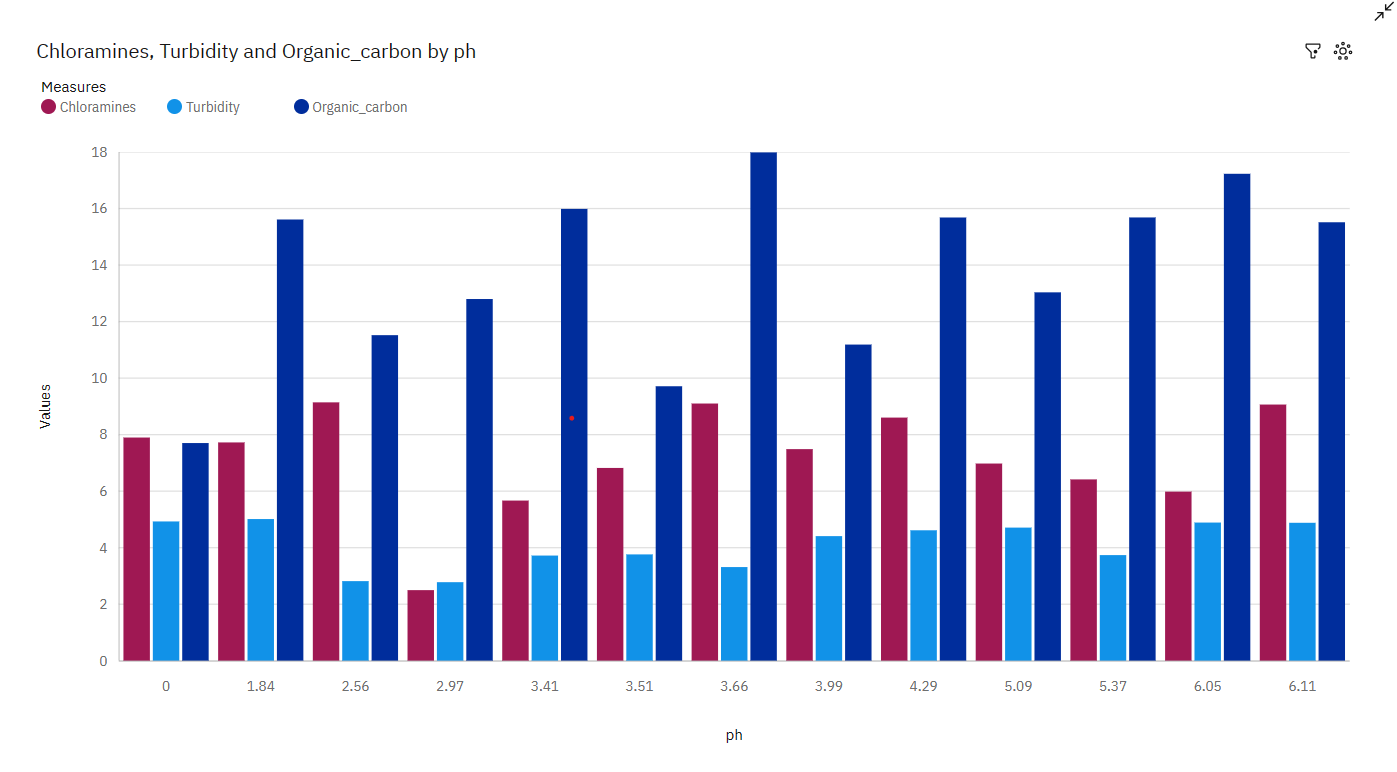 Chloramines, Turbidity and Organic_carbon by ph
Measures
Chloramines Turbidity Organic_carbon
18
16
14
12
10
8
6
4
2
0
Values
0 1.84 2.56 2.97 3.41 3.51 3.66 3.99 4.29 5.09 5.37 6.05 6.11
ph